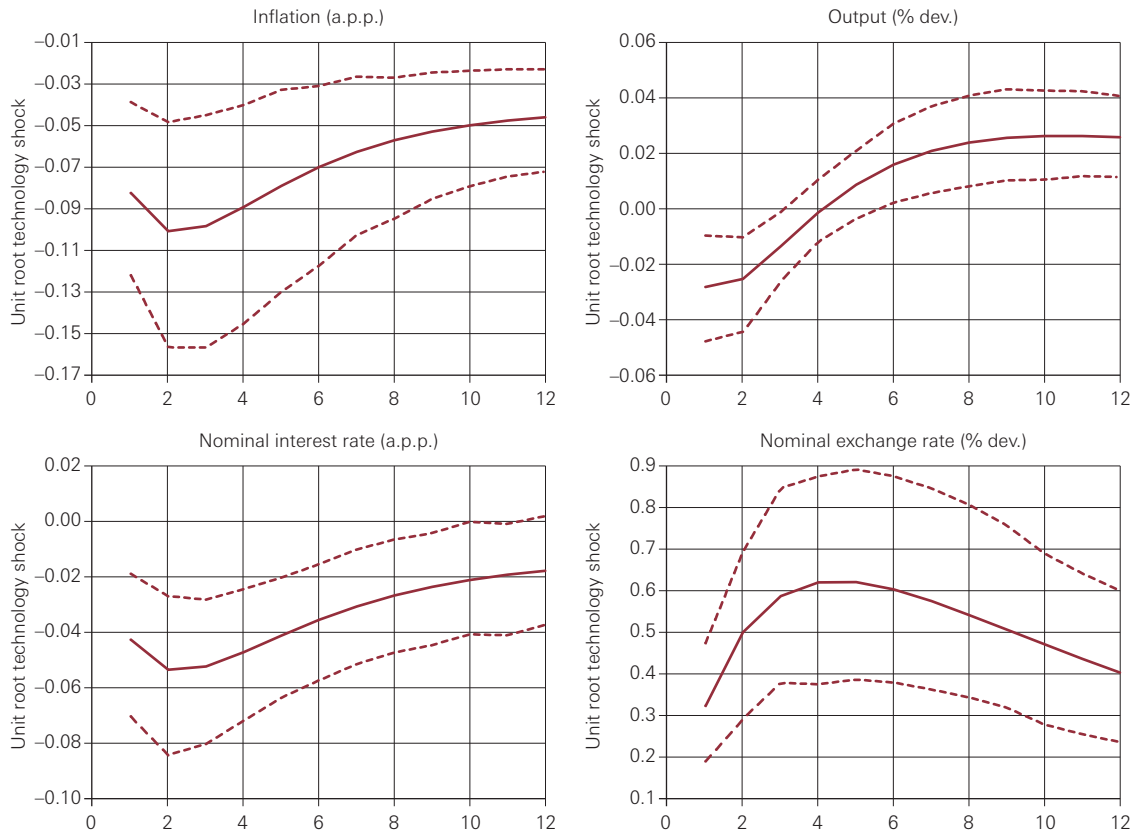 Inflation (a.p.p.)
Unit root technology shock
–0.01
–0.03
–0.05
–0.07
–0.09
–0.11
–0.13
–0.15
–0.17
0 2 4 6 8 10 12
Output (% dev.)
Unit root technology shock
0.06
0.04
0.02
0.00
–0.02
–0.04
–0.06
0 2 4 6 8 10 12
Nominal interest rate (a.p.p.)
Unit root technology shock
0.02
0.00
–0.02
–0.04
–0.06
–0.08
–0.10
0 2 4 6 8 10 12
Nominal exchange rate (% dev.)
Unit root technology shock
0.9
0.8
0.7
0.6
0.5
0.4
0.3
0.2
0.1
0 2 4 6 8 10 12